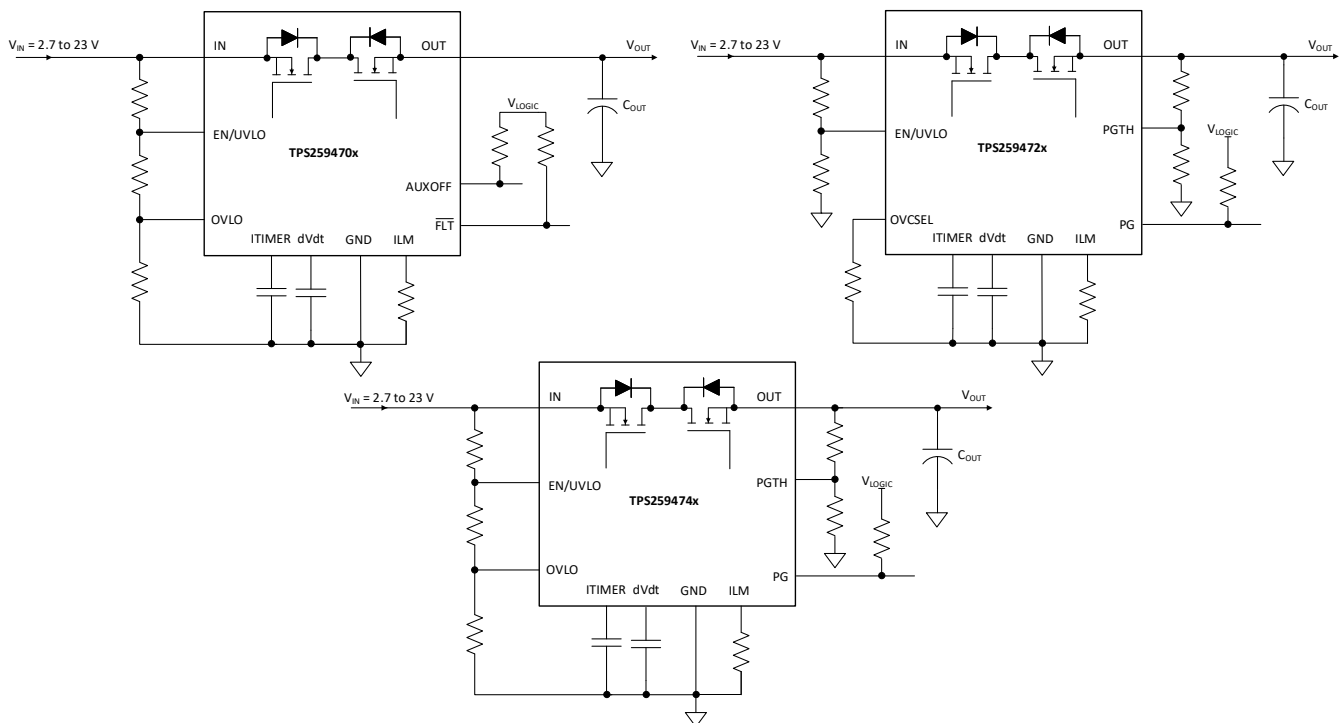 V_IN = 2.7 to 23 V
IN
OUT
V_OUT
C_OUT
V_LOGIC
EN/UVLO
TPS259470x
AUXOFF
OVLO
FLT
ITIMER dVdt GND ILM
V_IN = 2.7 to 23 V
IN
OUT
V_OUT
C_OUT
PGTH
V_LOGIC
EN/UVLO
TPS259472x
OVCSEL
PG
ITIMER dVdt GND ILM
V_IN = 2.7 to 23 V
IN
OUT
V_OUT
C_OUT
PGTH
V_LOGIC
EN/UVLO
TPS259474x
OVLO
PG
ITIMER dVdt GND ILM